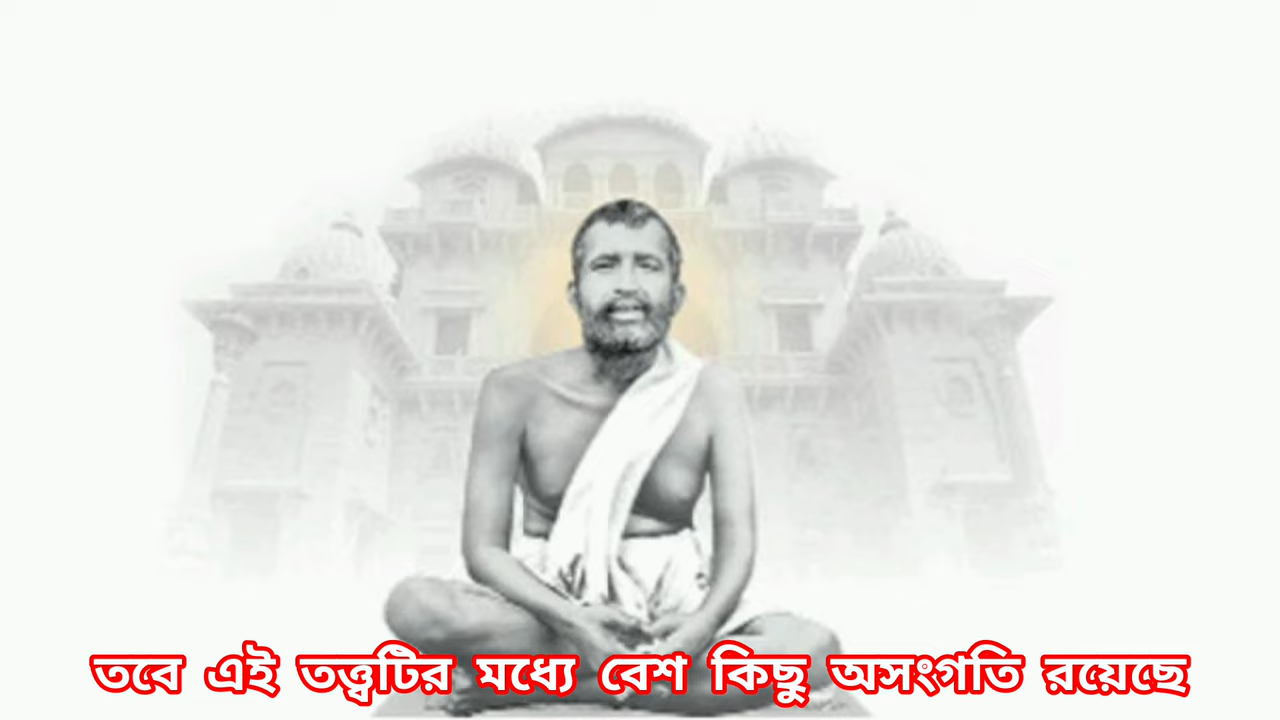 তবে এই তত্ত্বটির মধ্যে বেশ কিছু অসংগতি রয়েছে